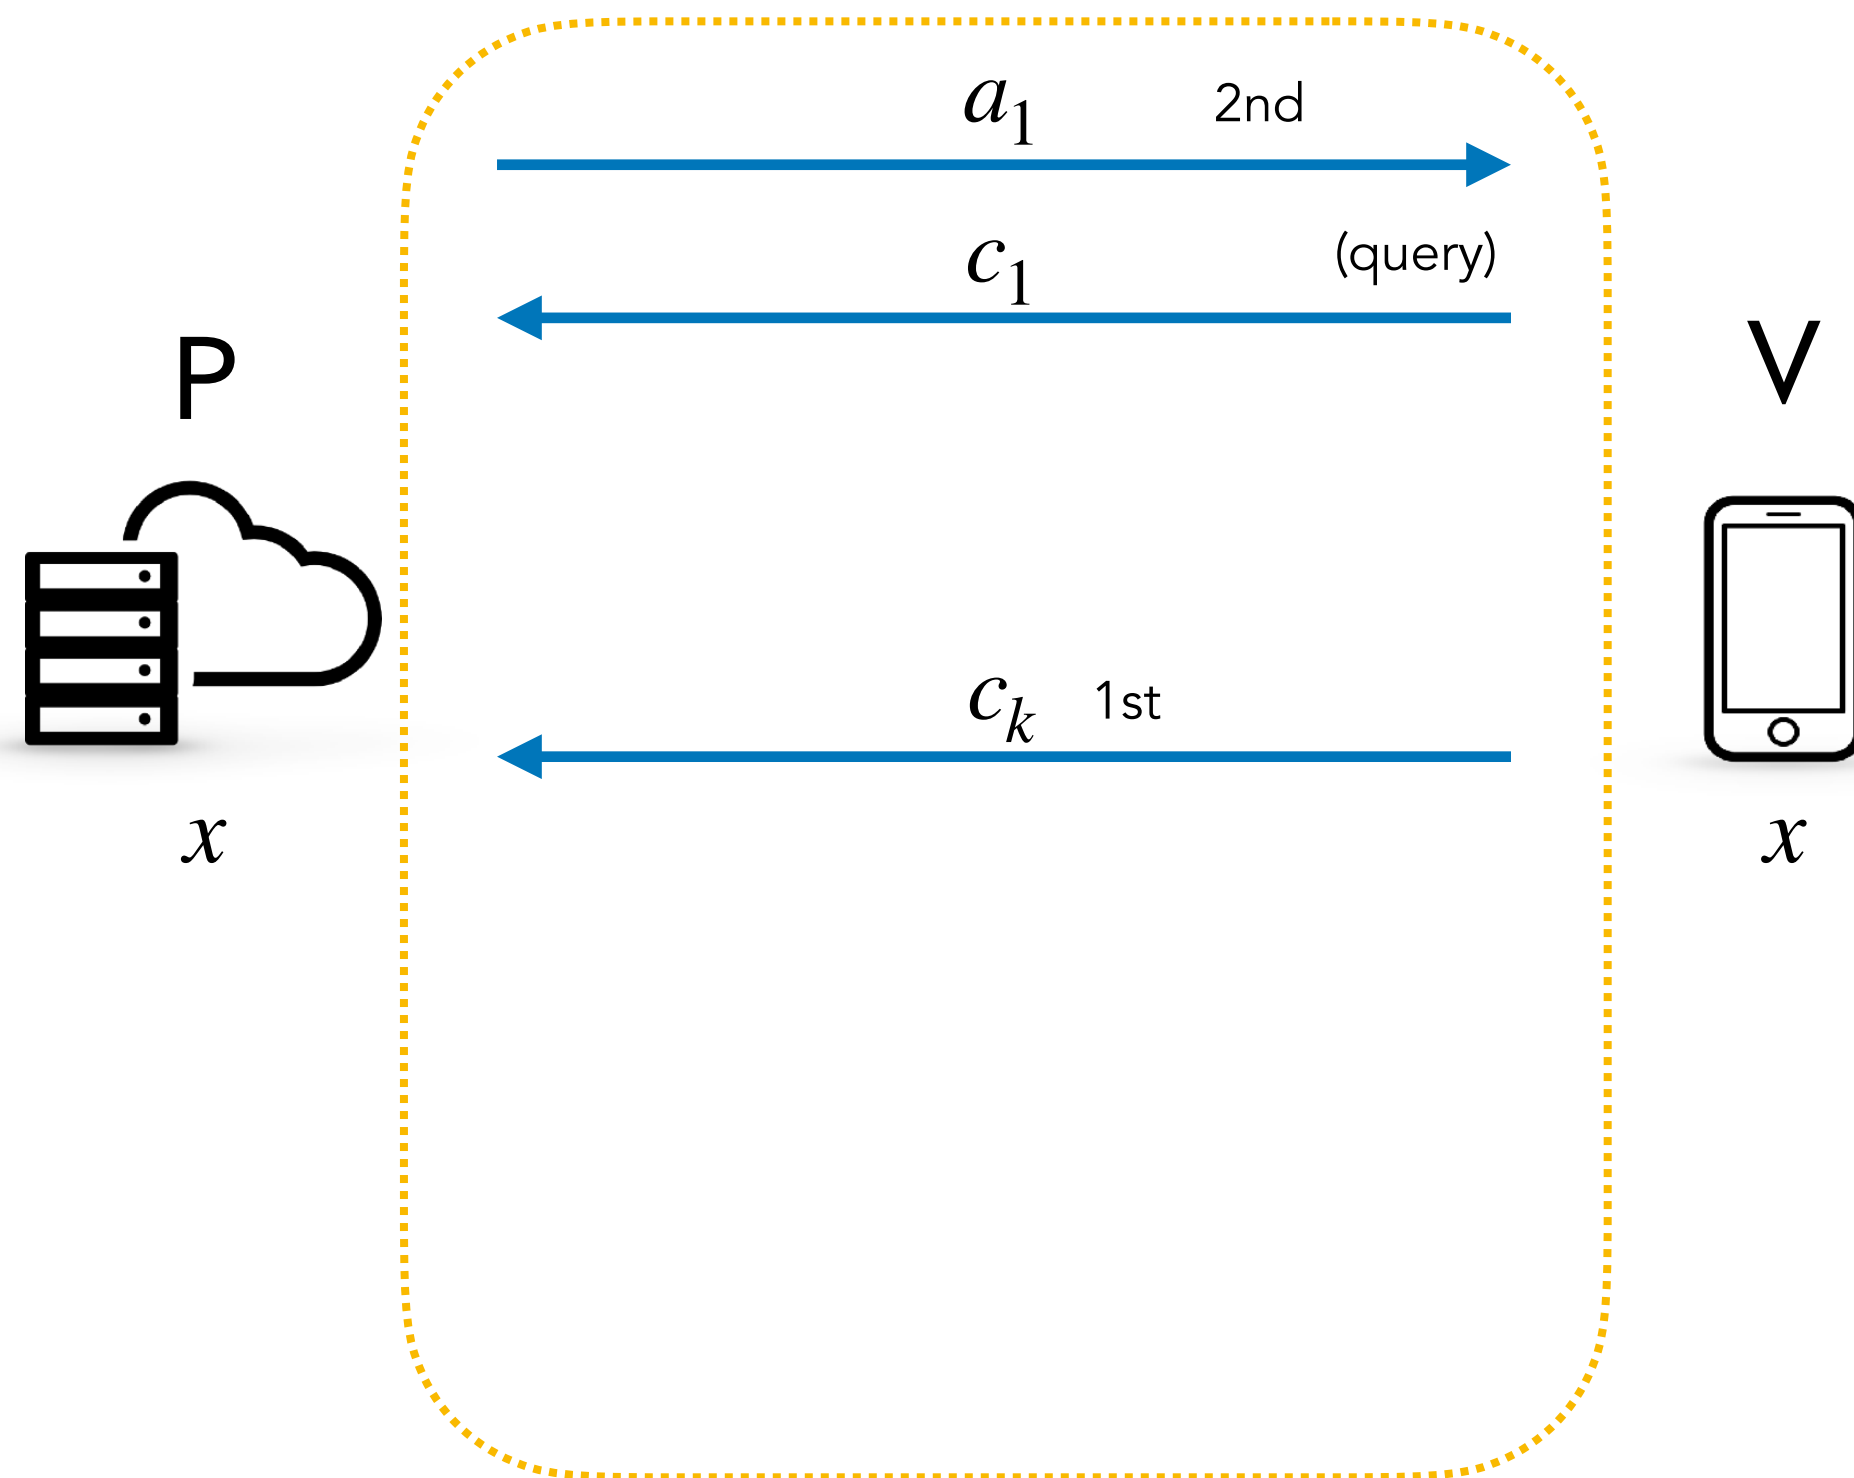 a₁ 2nd
c₁ (query)
P
V
cₖ 1st
x
x